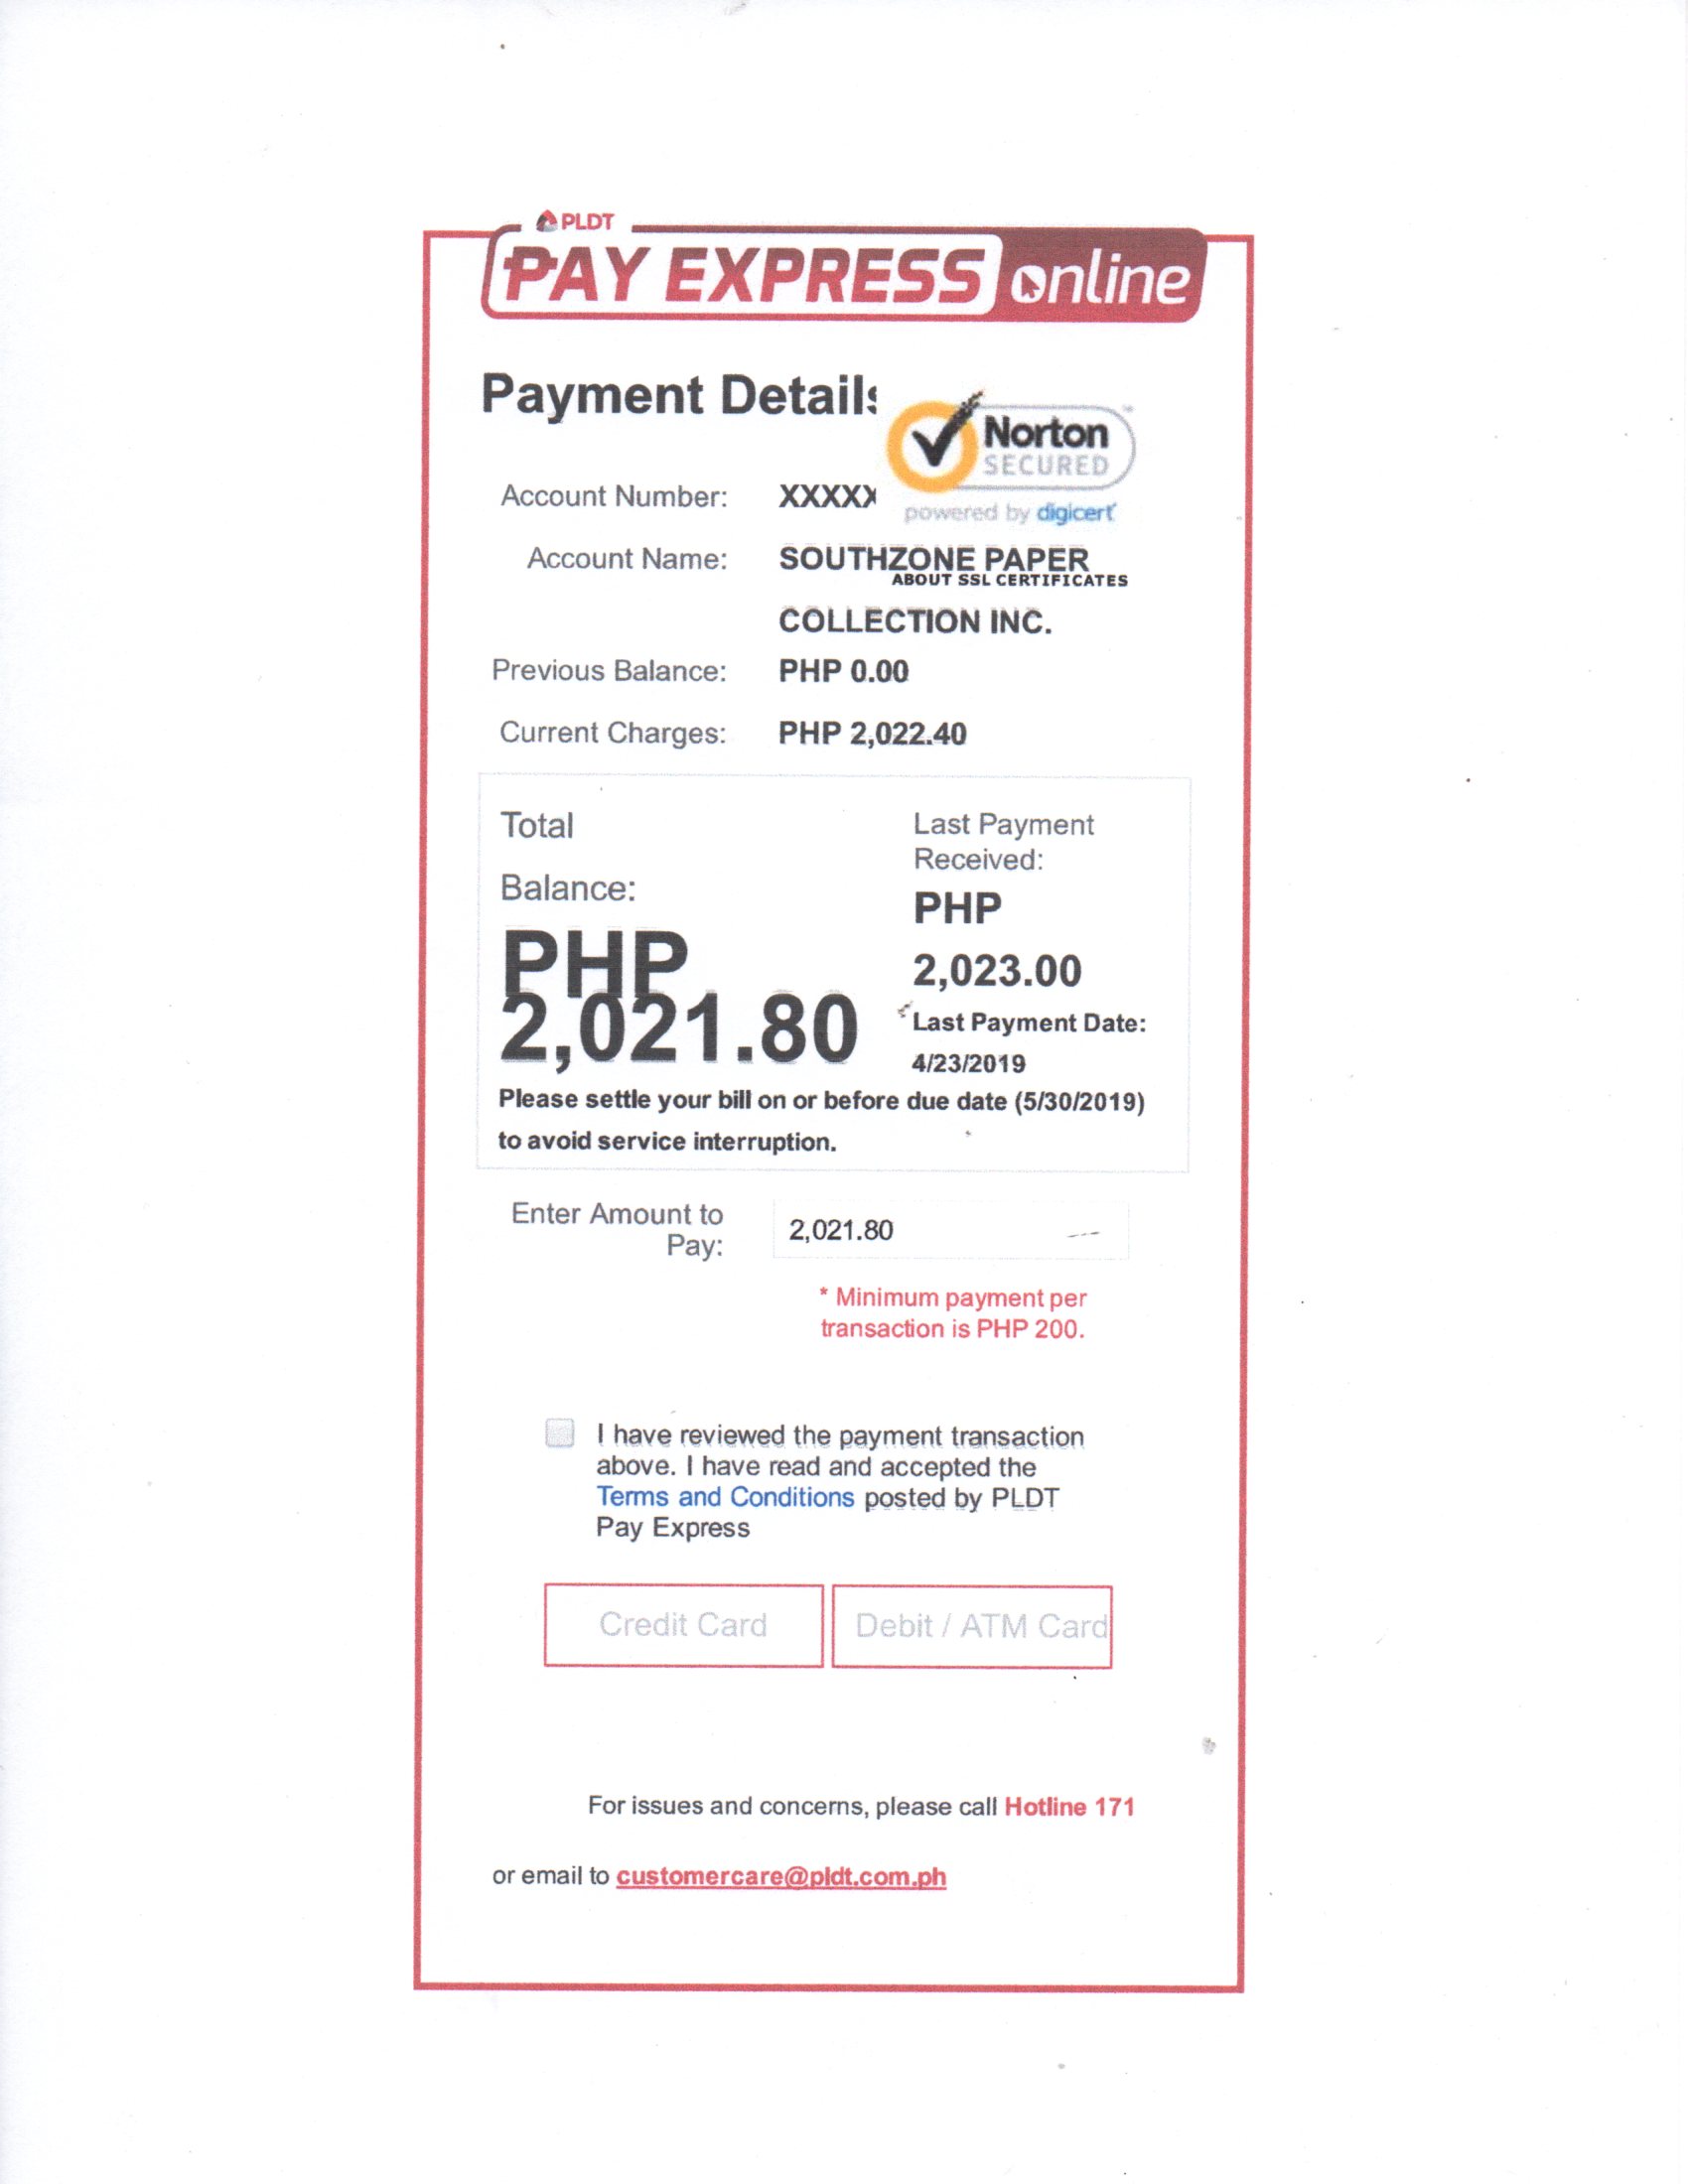 PLDT
PAY EXPRESS online
Payment Details
Norton
SECURED
powered by digicert
Account Number: XXXXX
Account Name: SOUTHZONE PAPER
ABOUT SSL CERTIFICATES
COLLECTION INC.
Previous Balance: PHP 0.00
Current Charges: PHP 2,022.40
Total
Balance:
PHP
2,021.80
Last Payment
Received:
PHP
2,023.00
Last Payment Date:
4/23/2019
Please settle your bill on or before due date (5/30/2019)
to avoid service interruption.
Enter Amount to
Pay:
2,021.80
* Minimum payment per
transaction is PHP 200.
I have reviewed the payment transaction
above. I have read and accepted the
Terms and Conditions posted by PLDT
Pay Express
Credit Card
Debit / ATM Card
For issues and concerns, please call Hotline 171
or email to customercare@pldt.com.ph